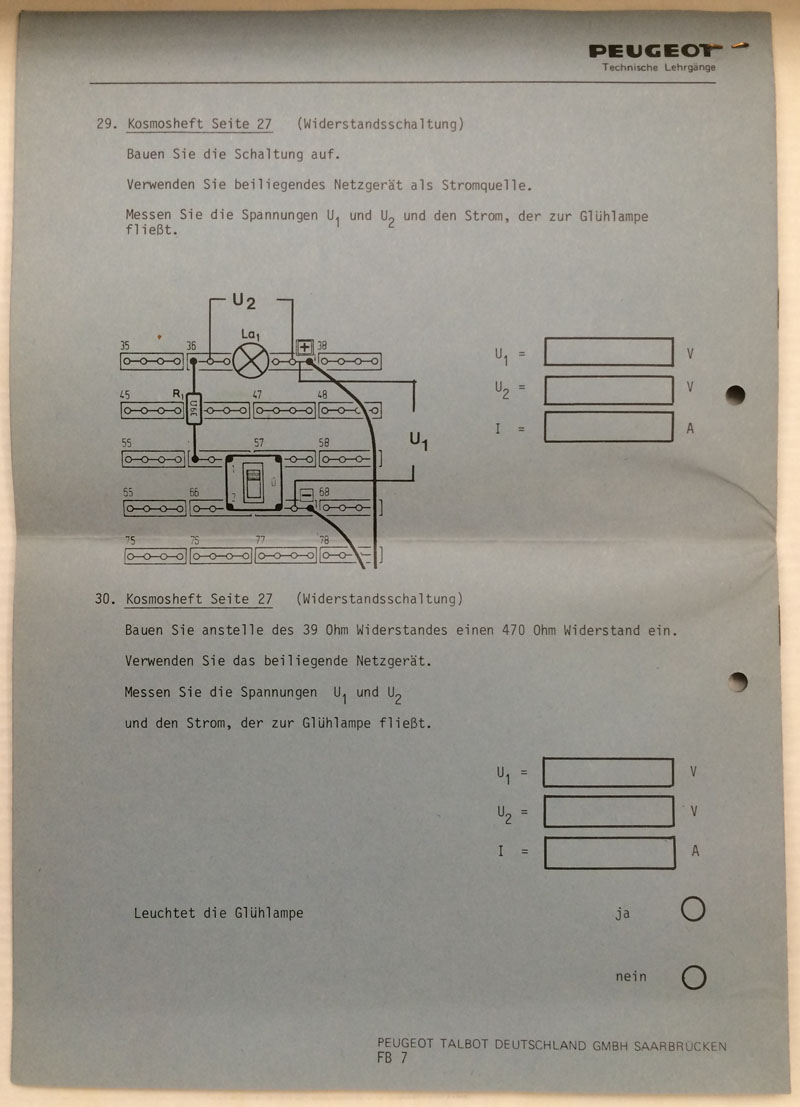 PEUGEOT
Technische Lehrgänge
29. Kosmosheft Seite 27 (Widerstandsschaltung)
Bauen Sie die Schaltung auf.
Verwenden Sie beiliegendes Netzgerät als Stromquelle.
Messen Sie die Spannungen U1 und U2 und den Strom, der zur Glühlampe
fließt.
U2
La1
35 36 + 38
U1 = V
U2 = V
45 R1 47 48
39Ω
I = A
U1
55 57 58
1 0
2
65 66 - 68
75 76 77 78
30. Kosmosheft Seite 27 (Widerstandsschaltung)
Bauen Sie anstelle des 39 Ohm Widerstandes einen 470 Ohm Widerstand ein.
Verwenden Sie das beiliegende Netzgerät.
Messen Sie die Spannungen U1 und U2
und den Strom, der zur Glühlampe fließt.
U1 = V
U2 = V
I = A
Leuchtet die Glühlampe ja
nein
PEUGEOT TALBOT DEUTSCHLAND GMBH SAARBRÜCKEN
FB 7